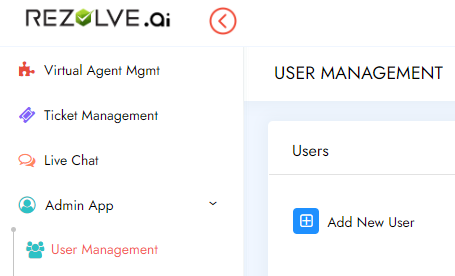 REZOLVE.ai
Virtual Agent Mgmt
Ticket Management
Live Chat
Admin App
User Management
USER MANAGEMENT
Users
Add New User